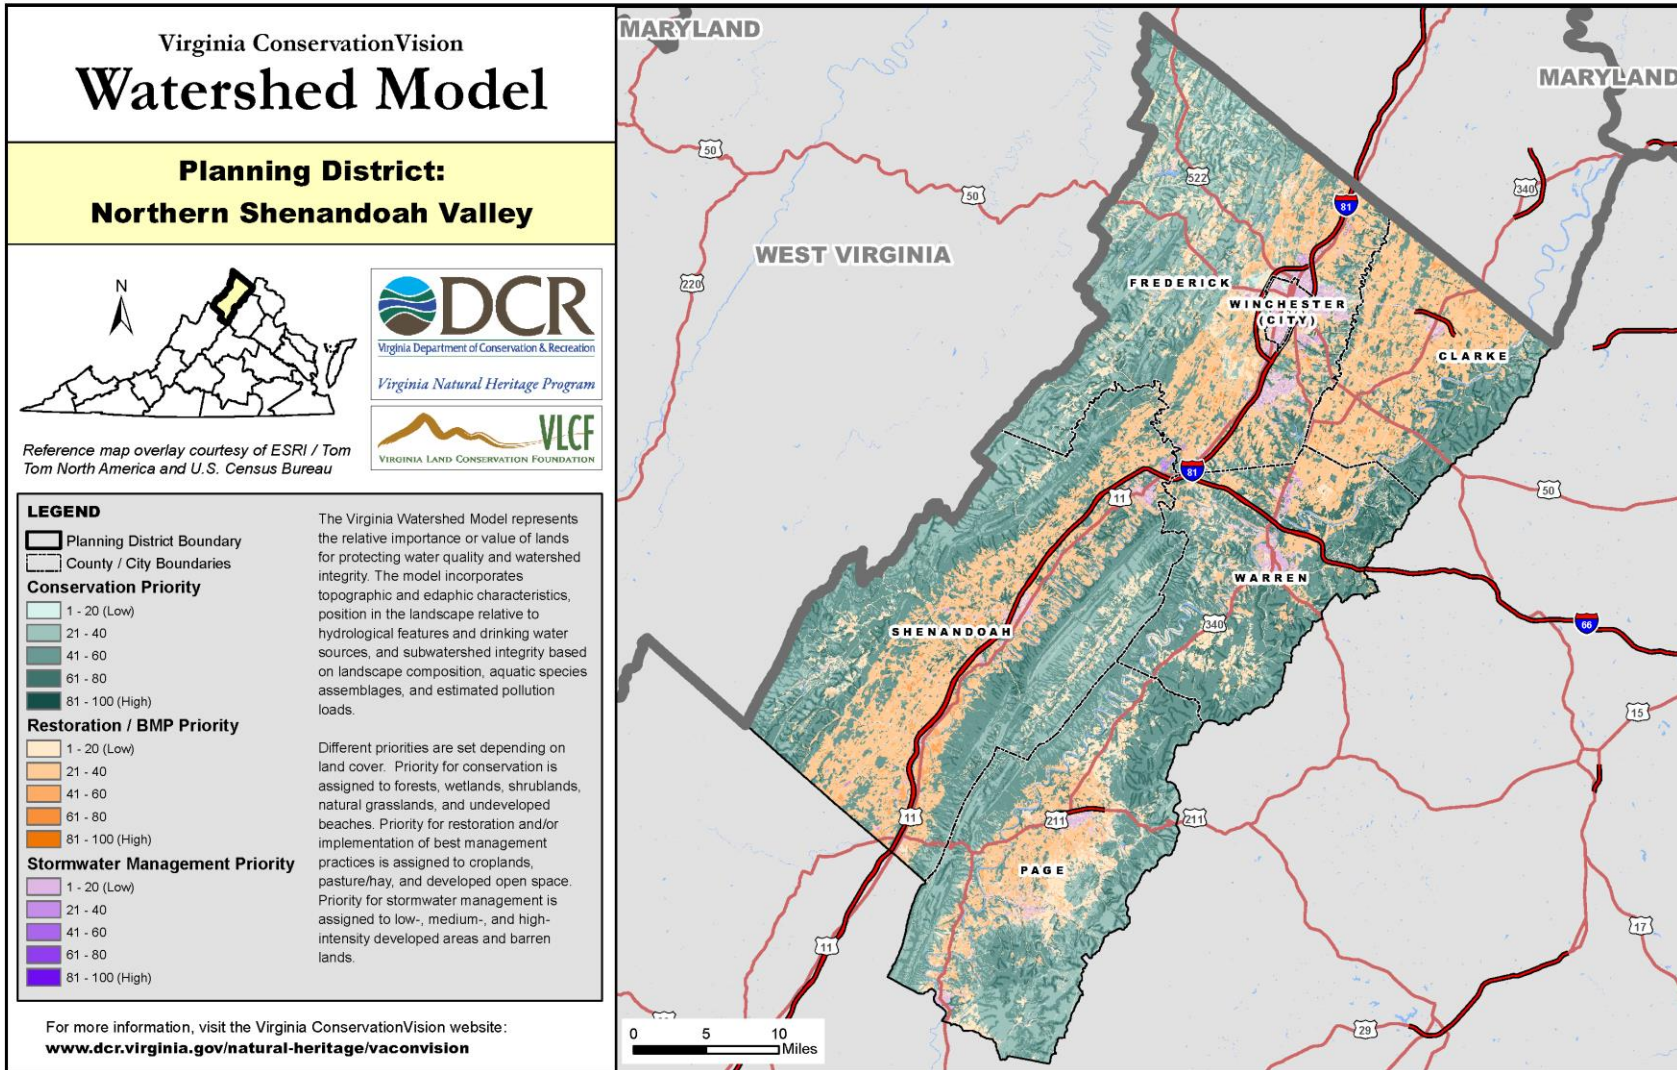 Virginia ConservationVision
Watershed Model
Planning District:
Northern Shenandoah Valley
N
DCR
Virginia Department of Conservation & Recreation
Virginia Natural Heritage Program
VLCF
VIRGINIA LAND CONSERVATION FOUNDATION
Reference map overlay courtesy of ESRI / Tom
Tom North America and U.S. Census Bureau
LEGEND
Planning District Boundary
County / City Boundaries
Conservation Priority
1 - 20 (Low)
21 - 40
41 - 60
61 - 80
81 - 100 (High)
Restoration / BMP Priority
1 - 20 (Low)
21 - 40
41 - 60
61 - 80
81 - 100 (High)
Stormwater Management Priority
1 - 20 (Low)
21 - 40
41 - 60
61 - 80
81 - 100 (High)
The Virginia Watershed Model represents
the relative importance or value of lands
for protecting water quality and watershed
integrity. The model incorporates
topographic and edaphic characteristics,
position in the landscape relative to
hydrological features and drinking water
sources, and subwatershed integrity based
on landscape composition, aquatic species
assemblages, and estimated pollution
loads.
Different priorities are set depending on
land cover. Priority for conservation is
assigned to forests, wetlands, shrublands,
natural grasslands, and undeveloped
beaches. Priority for restoration and/or
implementation of best management
practices is assigned to croplands,
pasture/hay, and developed open space.
Priority for stormwater management is
assigned to low-, medium-, and high-
intensity developed areas and barren
lands.
For more information, visit the Virginia ConservationVision website:
www.dcr.virginia.gov/natural-heritage/vaconvision
MARYLAND
MARYLAND
50
522
340
50
81
WEST VIRGINIA
220
FREDERICK
WINCHESTER
(CITY)
CLARKE
81
11
50
WARREN
SHENANDOAH
340
66
15
11
211
211
PAGE
17
11
29
0 5 10
Miles